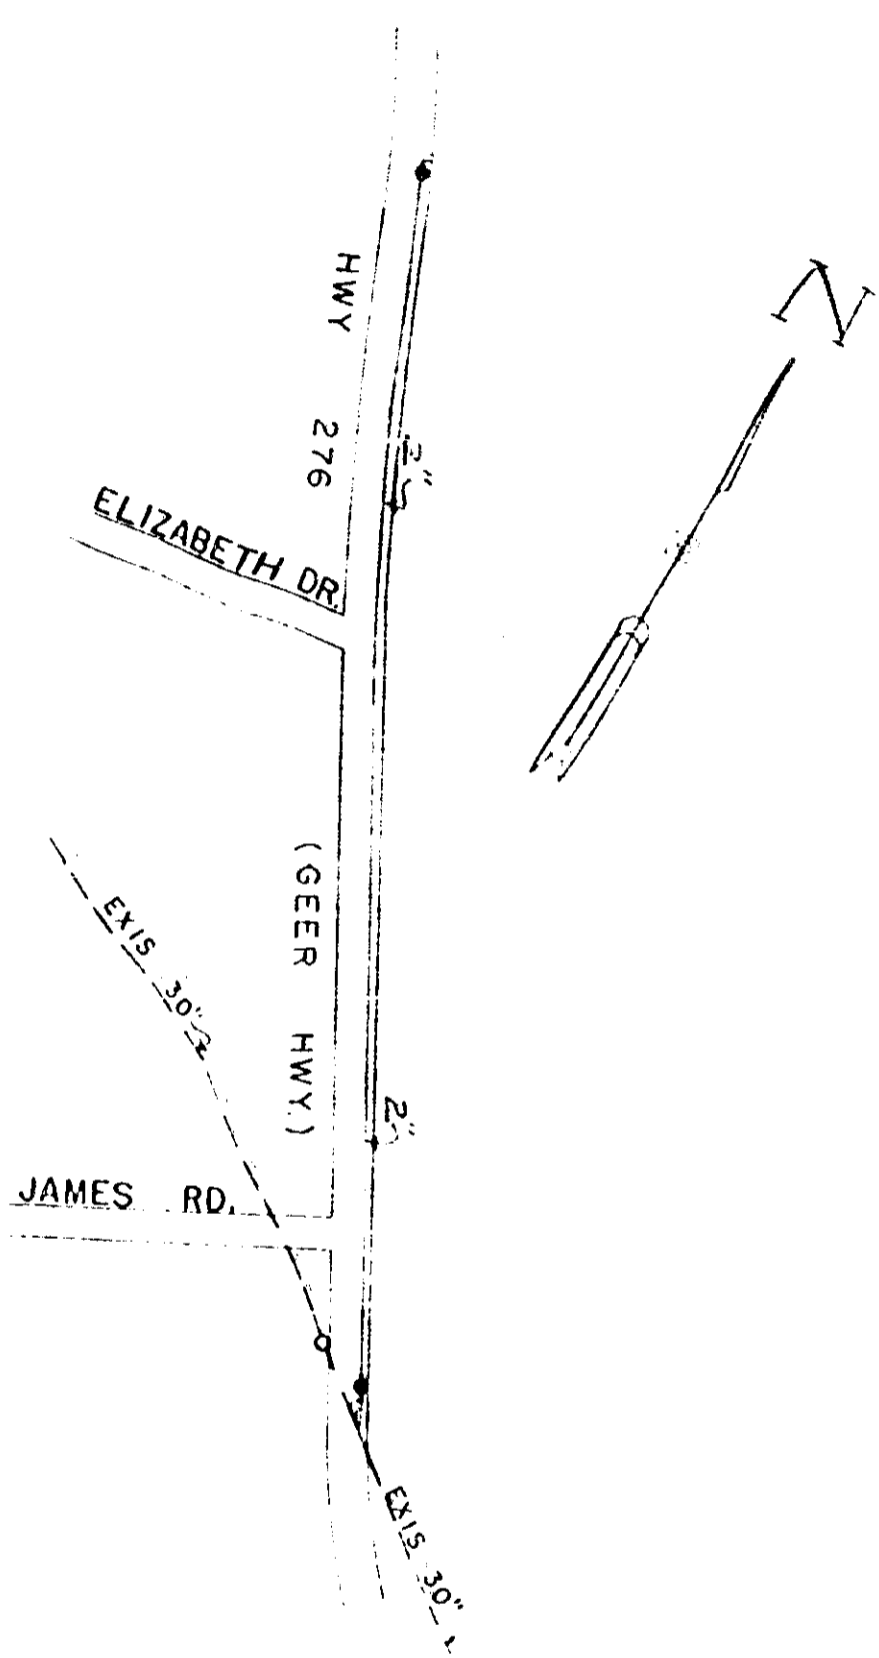 N
HWY 276
2"
ELIZABETH DR.
(GEER HWY.)
EXIS 30"
2"
JAMES RD.
EXIS 30"